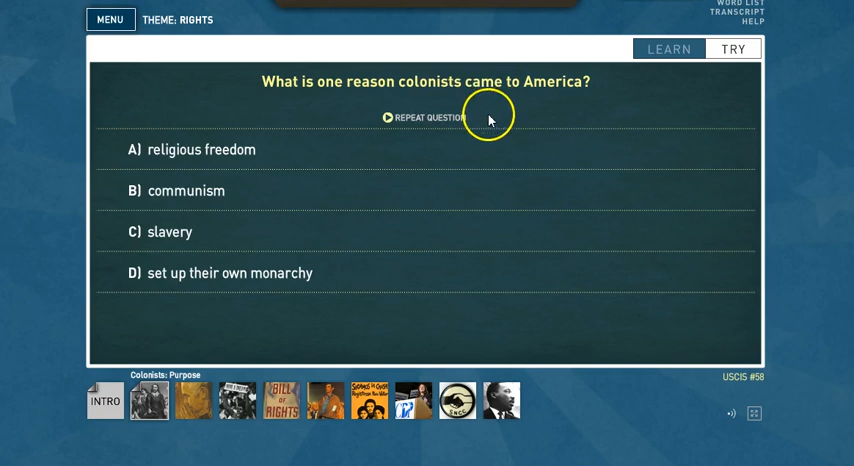 WORD LIST
TRANSCRIPT
HELP
MENU
THEME: RIGHTS
LEARN
TRY
What is one reason colonists came to America?
REPEAT QUESTION
A) religious freedom
B) communism
C) slavery
D) set up their own monarchy
Colonists: Purpose
USCIS #58
INTRO
BILL
OF
RIGHTS
SNCC